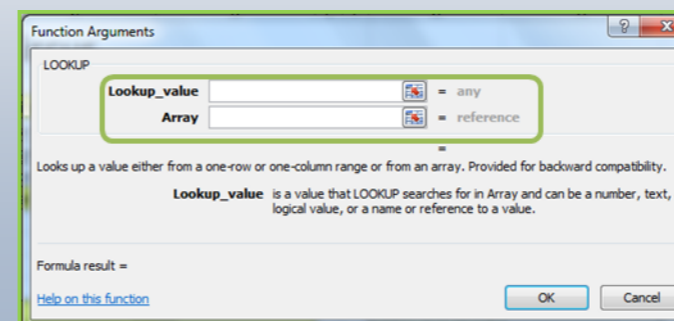 Function Arguments
? X
LOOKUP
Lookup_value = any
Array = reference
=
Looks up a value either from a one-row or one-column range or from an array. Provided for backward compatibility.
Lookup_value is a value that LOOKUP searches for in Array and can be a number, text,
logical value, or a name or reference to a value.
Formula result =
Help on this function OK Cancel